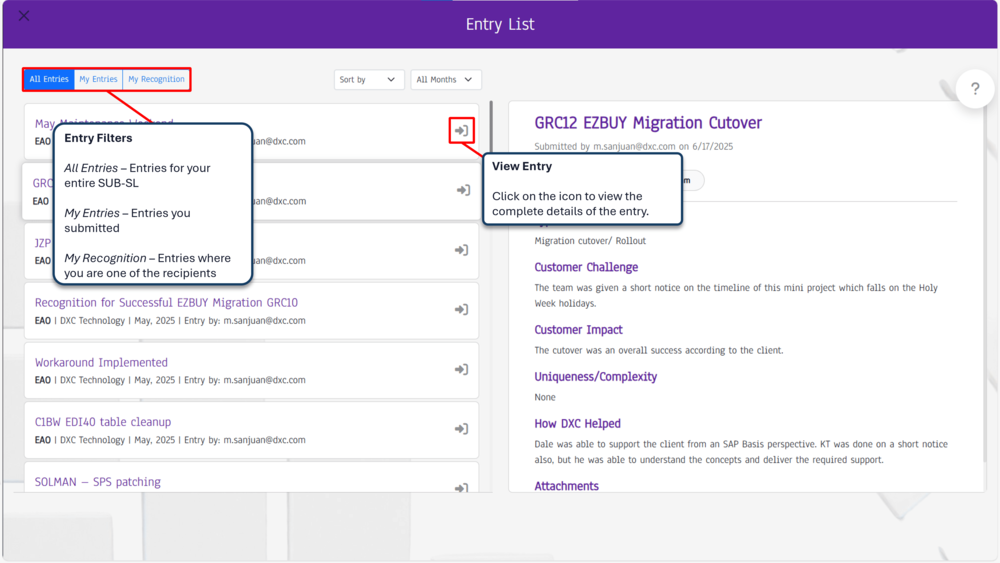 Entry List
All Entries My Entries My Recognition
Sort by
All Months
?
May Maintenance Weekend
EAO
sanjuan@dxc.com
GRC
EAO
an@dxc.com
JZP
EAO
an@dxc.com
Recognition for Successful EZBUY Migration GRC10
EAO | DXC Technology | May, 2025 | Entry by: m.sanjuan@dxc.com
Workaround Implemented
EAO | DXC Technology | May, 2025 | Entry by: m.sanjuan@dxc.com
C1BW EDI40 table cleanup
EAO | DXC Technology | May, 2025 | Entry by: m.sanjuan@dxc.com
SOLMAN – SPS patching
Entry Filters
All Entries – Entries for your
entire SUB-SL
My Entries – Entries you
submitted
My Recognition – Entries where
you are one of the recipients
View Entry
Click on the icon to view the
complete details of the entry.
GRC12 EZBUY Migration Cutover
Submitted by m.sanjuan@dxc.com on 6/17/2025
m
Migration cutover/ Rollout
Customer Challenge
The team was given a short notice on the timeline of this mini project which falls on the Holy
Week holidays.
Customer Impact
The cutover was an overall success according to the client.
Uniqueness/Complexity
None
How DXC Helped
Dale was able to support the client from an SAP Basis perspective. KT was done on a short notice
also, but he was able to understand the concepts and deliver the required support.
Attachments